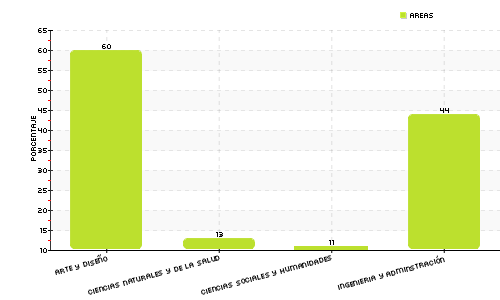 AREAS
65
60
55
50
45
40
35
30
25
20
15
10
PORCENTAJE
60
13
11
44
ARTE Y DISEÑO
CIENCIAS NATURALES Y DE LA SALUD
CIENCIAS SOCIALES Y HUMANIDADES
INGENIERIA Y ADMINSTRACIÓN